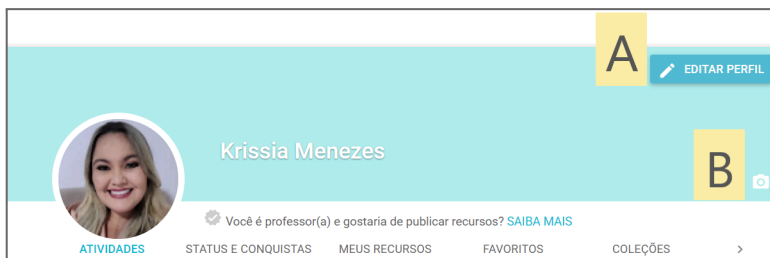 A
EDITAR PERFIL
Krissia Menezes
B
Você é professor(a) e gostaria de publicar recursos? SAIBA MAIS
ATIVIDADES STATUS E CONQUISTAS MEUS RECURSOS FAVORITOS COLEÇÕES >